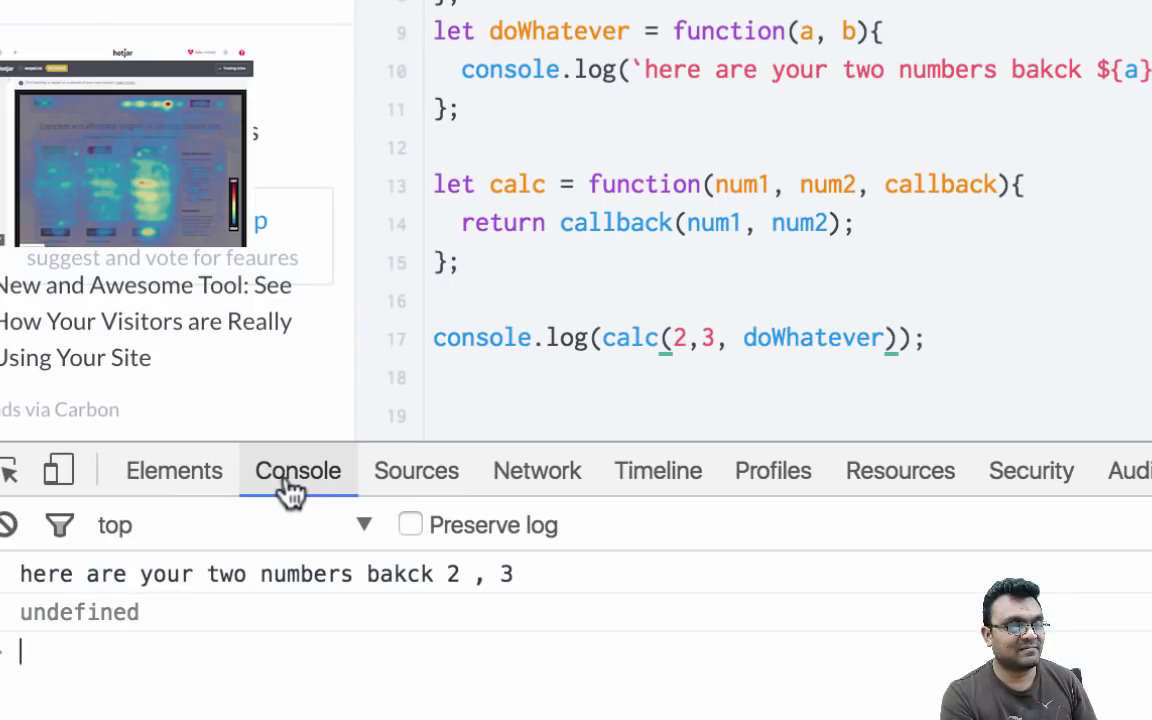 9 let doWhatever = function(a, b){
10 console.log(`here are your two numbers bakck ${a}
11 };
12
13 let calc = function(num1, num2, callback){
14 return callback(num1, num2);
15 };
16
17 console.log(calc(2,3, doWhatever));
18
19
hotjar
s
p
suggest and vote for feaures
New and Awesome Tool: See
How Your Visitors are Really
Using Your Site
ds via Carbon
Elements Console Sources Network Timeline Profiles Resources Security Audi
top ▼ Preserve log
here are your two numbers bakck 2 , 3
undefined